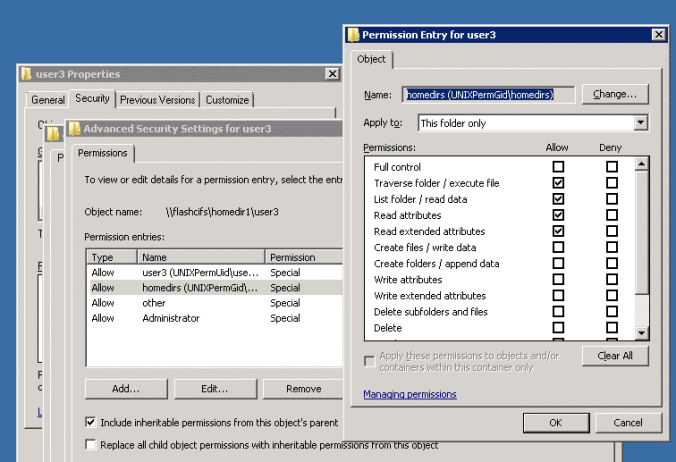 user3 Properties
General Security Previous Versions Customize
Advanced Security Settings for user3
Permissions
To view or edit details for a permission entry, select the entr
Object name: \\flashcifs\homedir1\user3
Permission entries:
Type Name Permission
Allow user3 (UNIXPermUid\use... Special
Allow homedirs (UNIXPermGid\... Special
Allow other Special
Allow Administrator Special
Add... Edit... Remove
Include inheritable permissions from this object's parent
Replace all child object permissions with inheritable permissions from this object
Permission Entry for user3
Object
Name: homedirs (UNIXPermGid\homedirs) Change...
Apply to: This folder only
Permissions: Allow Deny
Full control
Traverse folder / execute file
List folder / read data
Read attributes
Read extended attributes
Create files / write data
Create folders / append data
Write attributes
Write extended attributes
Delete subfolders and files
Delete
Apply these permissions to objects and/or
containers within this container only
Clear All
Managing permissions
OK Cancel